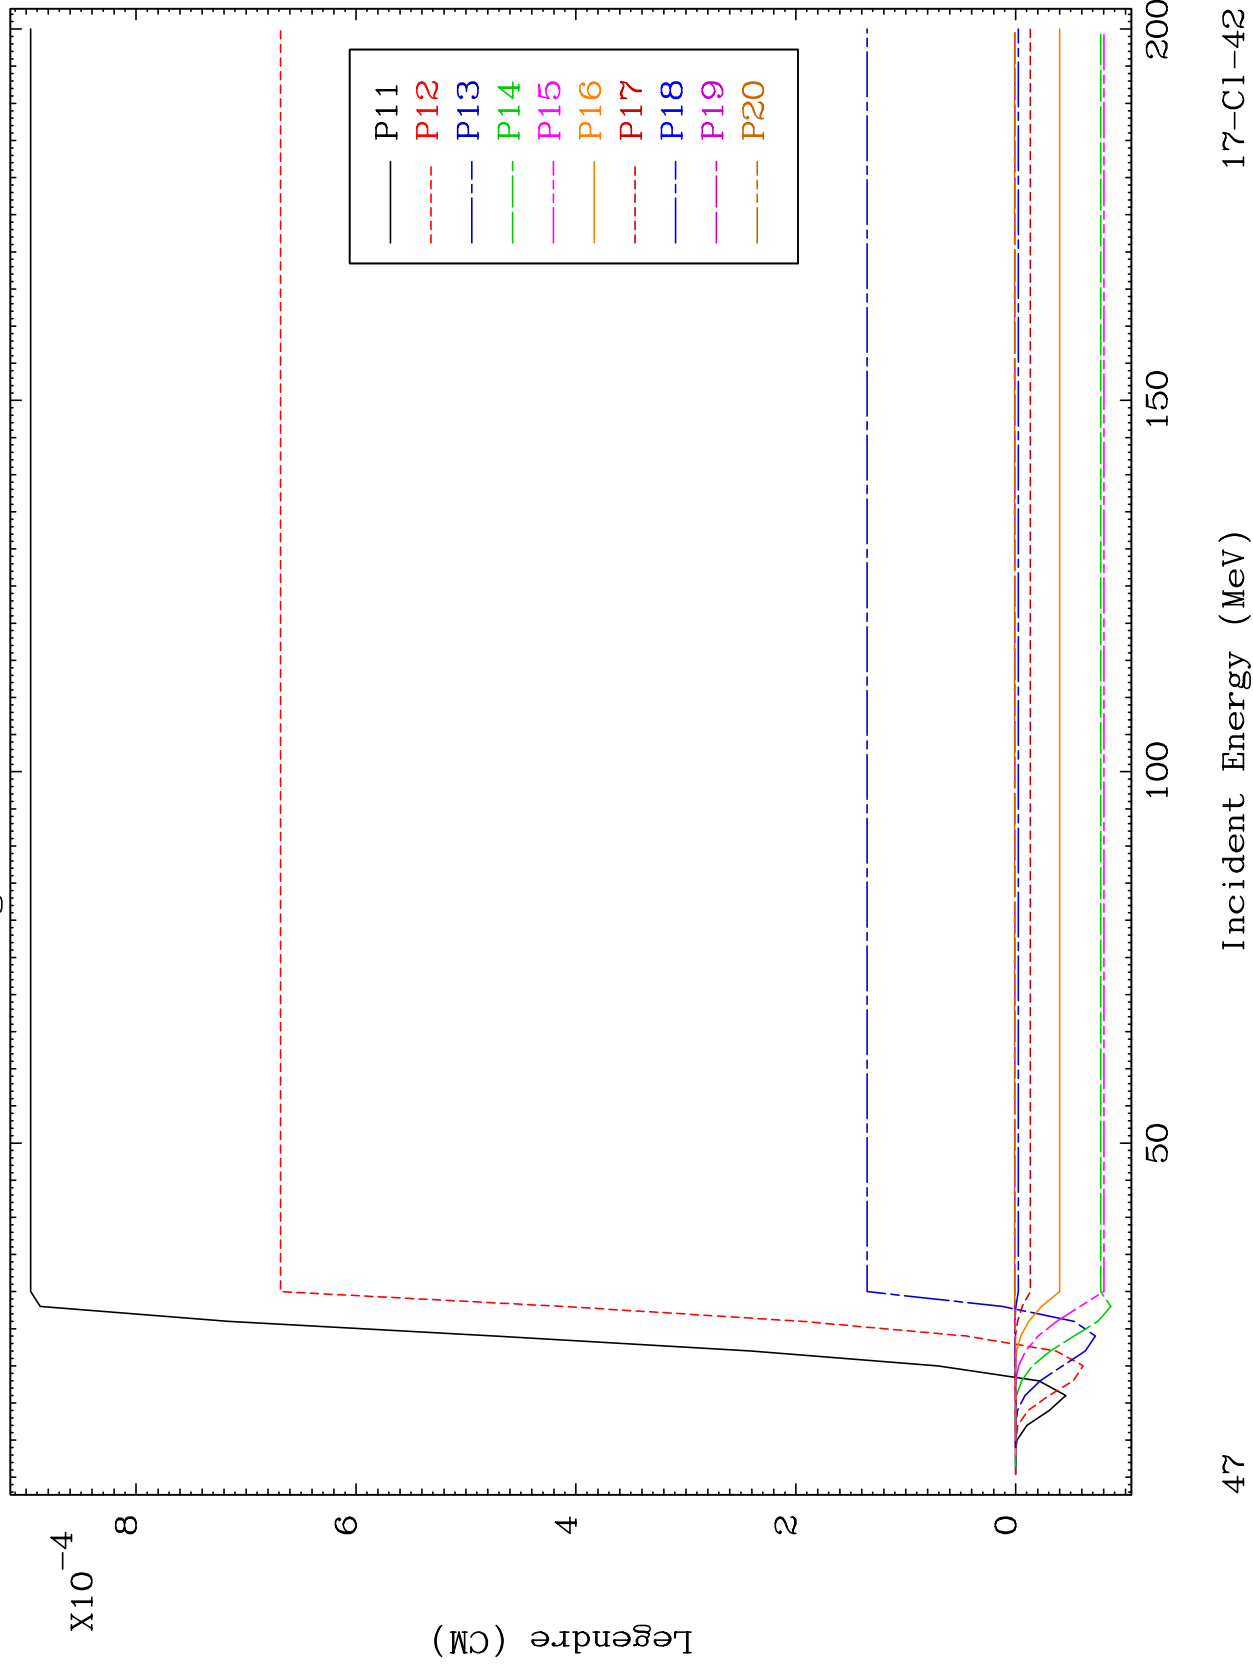 X10-4
8
6
4
2
0
Legendre (CM)
P11
P12
P13
P14
P15
P16
P17
P18
P19
P20
50
100
150
200
Incident Energy (MeV)
47
17-Cl-42